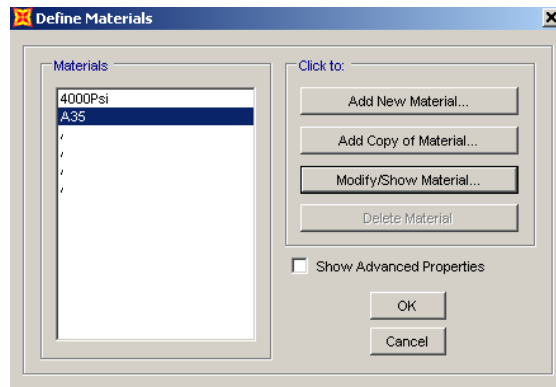 Define Materials
Materials
4000Psi
A35
,
,
,
,
Click to:
Add New Material...
Add Copy of Material...
Modify/Show Material...
Delete Material
Show Advanced Properties
OK
Cancel